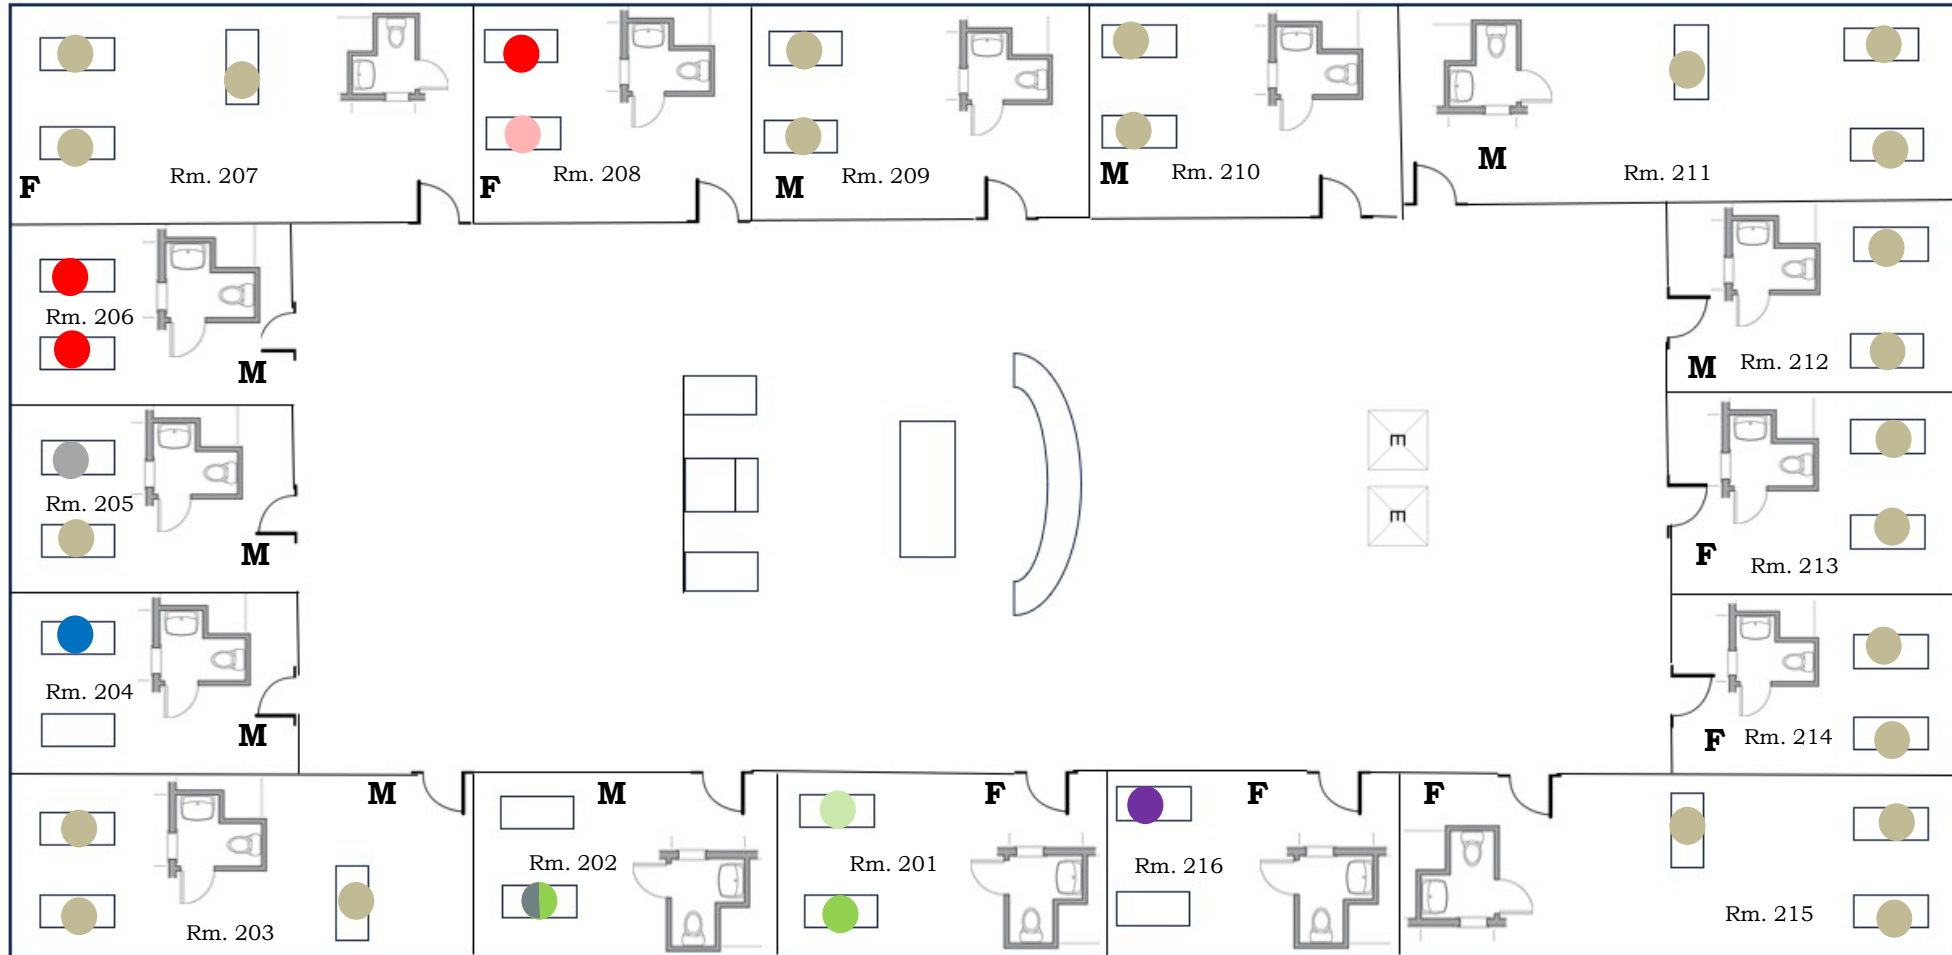 Rm. 207
F
Rm. 208
F
Rm. 209
M
Rm. 210
M
M
Rm. 211
Rm. 206
M
Rm. 212
M
Rm. 205
M
E
E
F
Rm. 213
Rm. 204
M
F
Rm. 214
M
Rm. 203
M
Rm. 202
F
Rm. 201
F
Rm. 216
F
Rm. 215